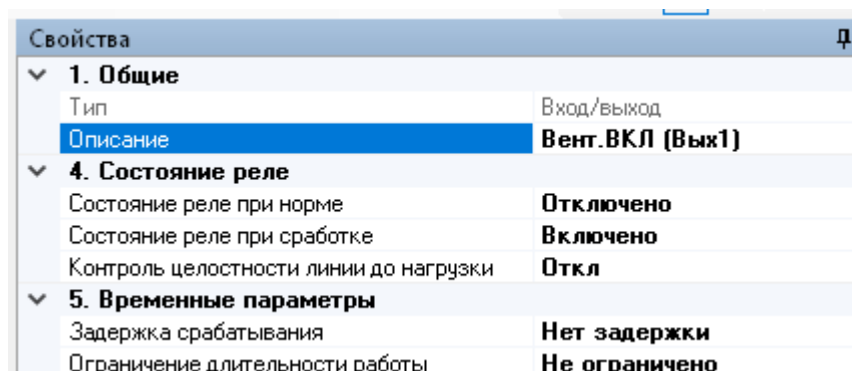 Свойства
1. Общие
Тип Вход/выход
Описание Вент.ВКЛ (Вых1)
4. Состояние реле
Состояние реле при норме Отключено
Состояние реле при сработке Включено
Контроль целостности линии до нагрузки Откл
5. Временные параметры
Задержка срабатывания Нет задержки
Ограничение длительности работы Не ограничено